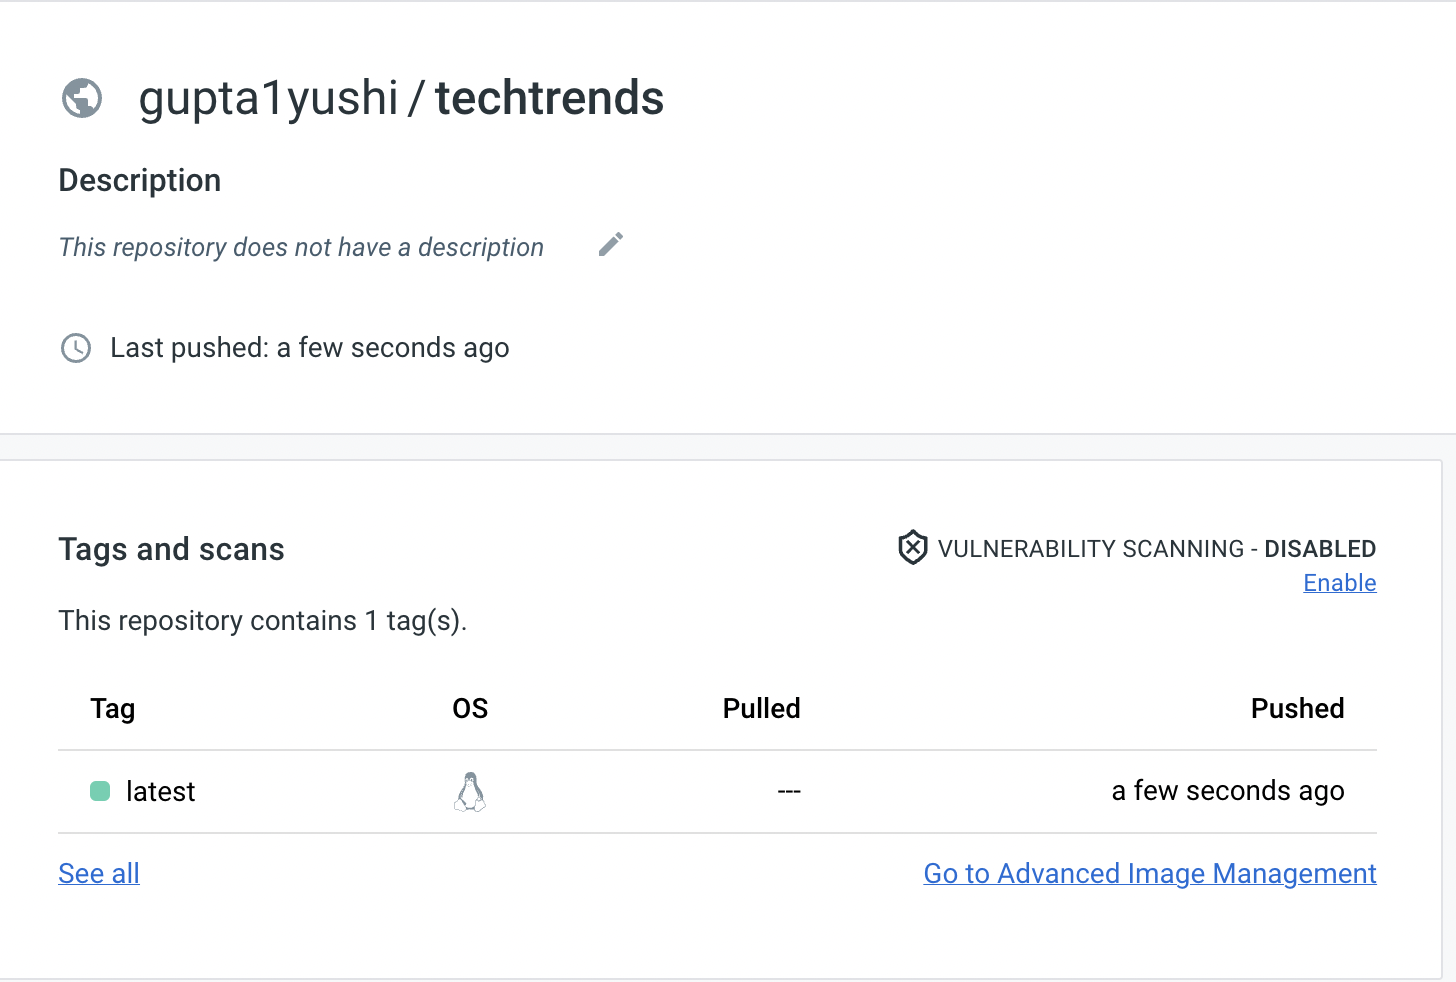 gupta1yushi / techtrends
Description
This repository does not have a description
Last pushed: a few seconds ago
Tags and scans
VULNERABILITY SCANNING - DISABLED
Enable
This repository contains 1 tag(s).
Tag OS Pulled Pushed
latest --- a few seconds ago
See all Go to Advanced Image Management